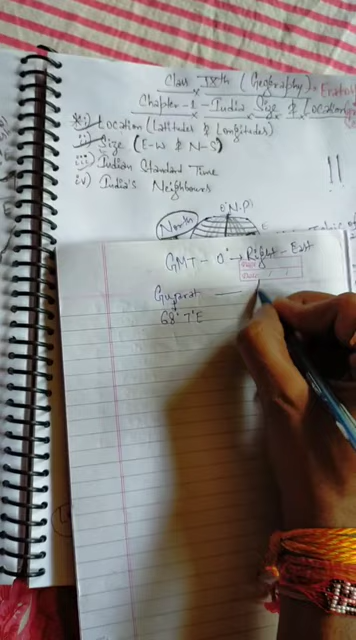 Class IXth (Geography)
Chapter-1 - India Size & Location
i) Location (Latitudes & Longitudes)
ii) Size (E-W & N-S)
iii) Indian Standard Time
iv) India's Neighbours
!!
0° N.P.
North
GMT - 0° → Right - East
Gujarat —
68° 7' E